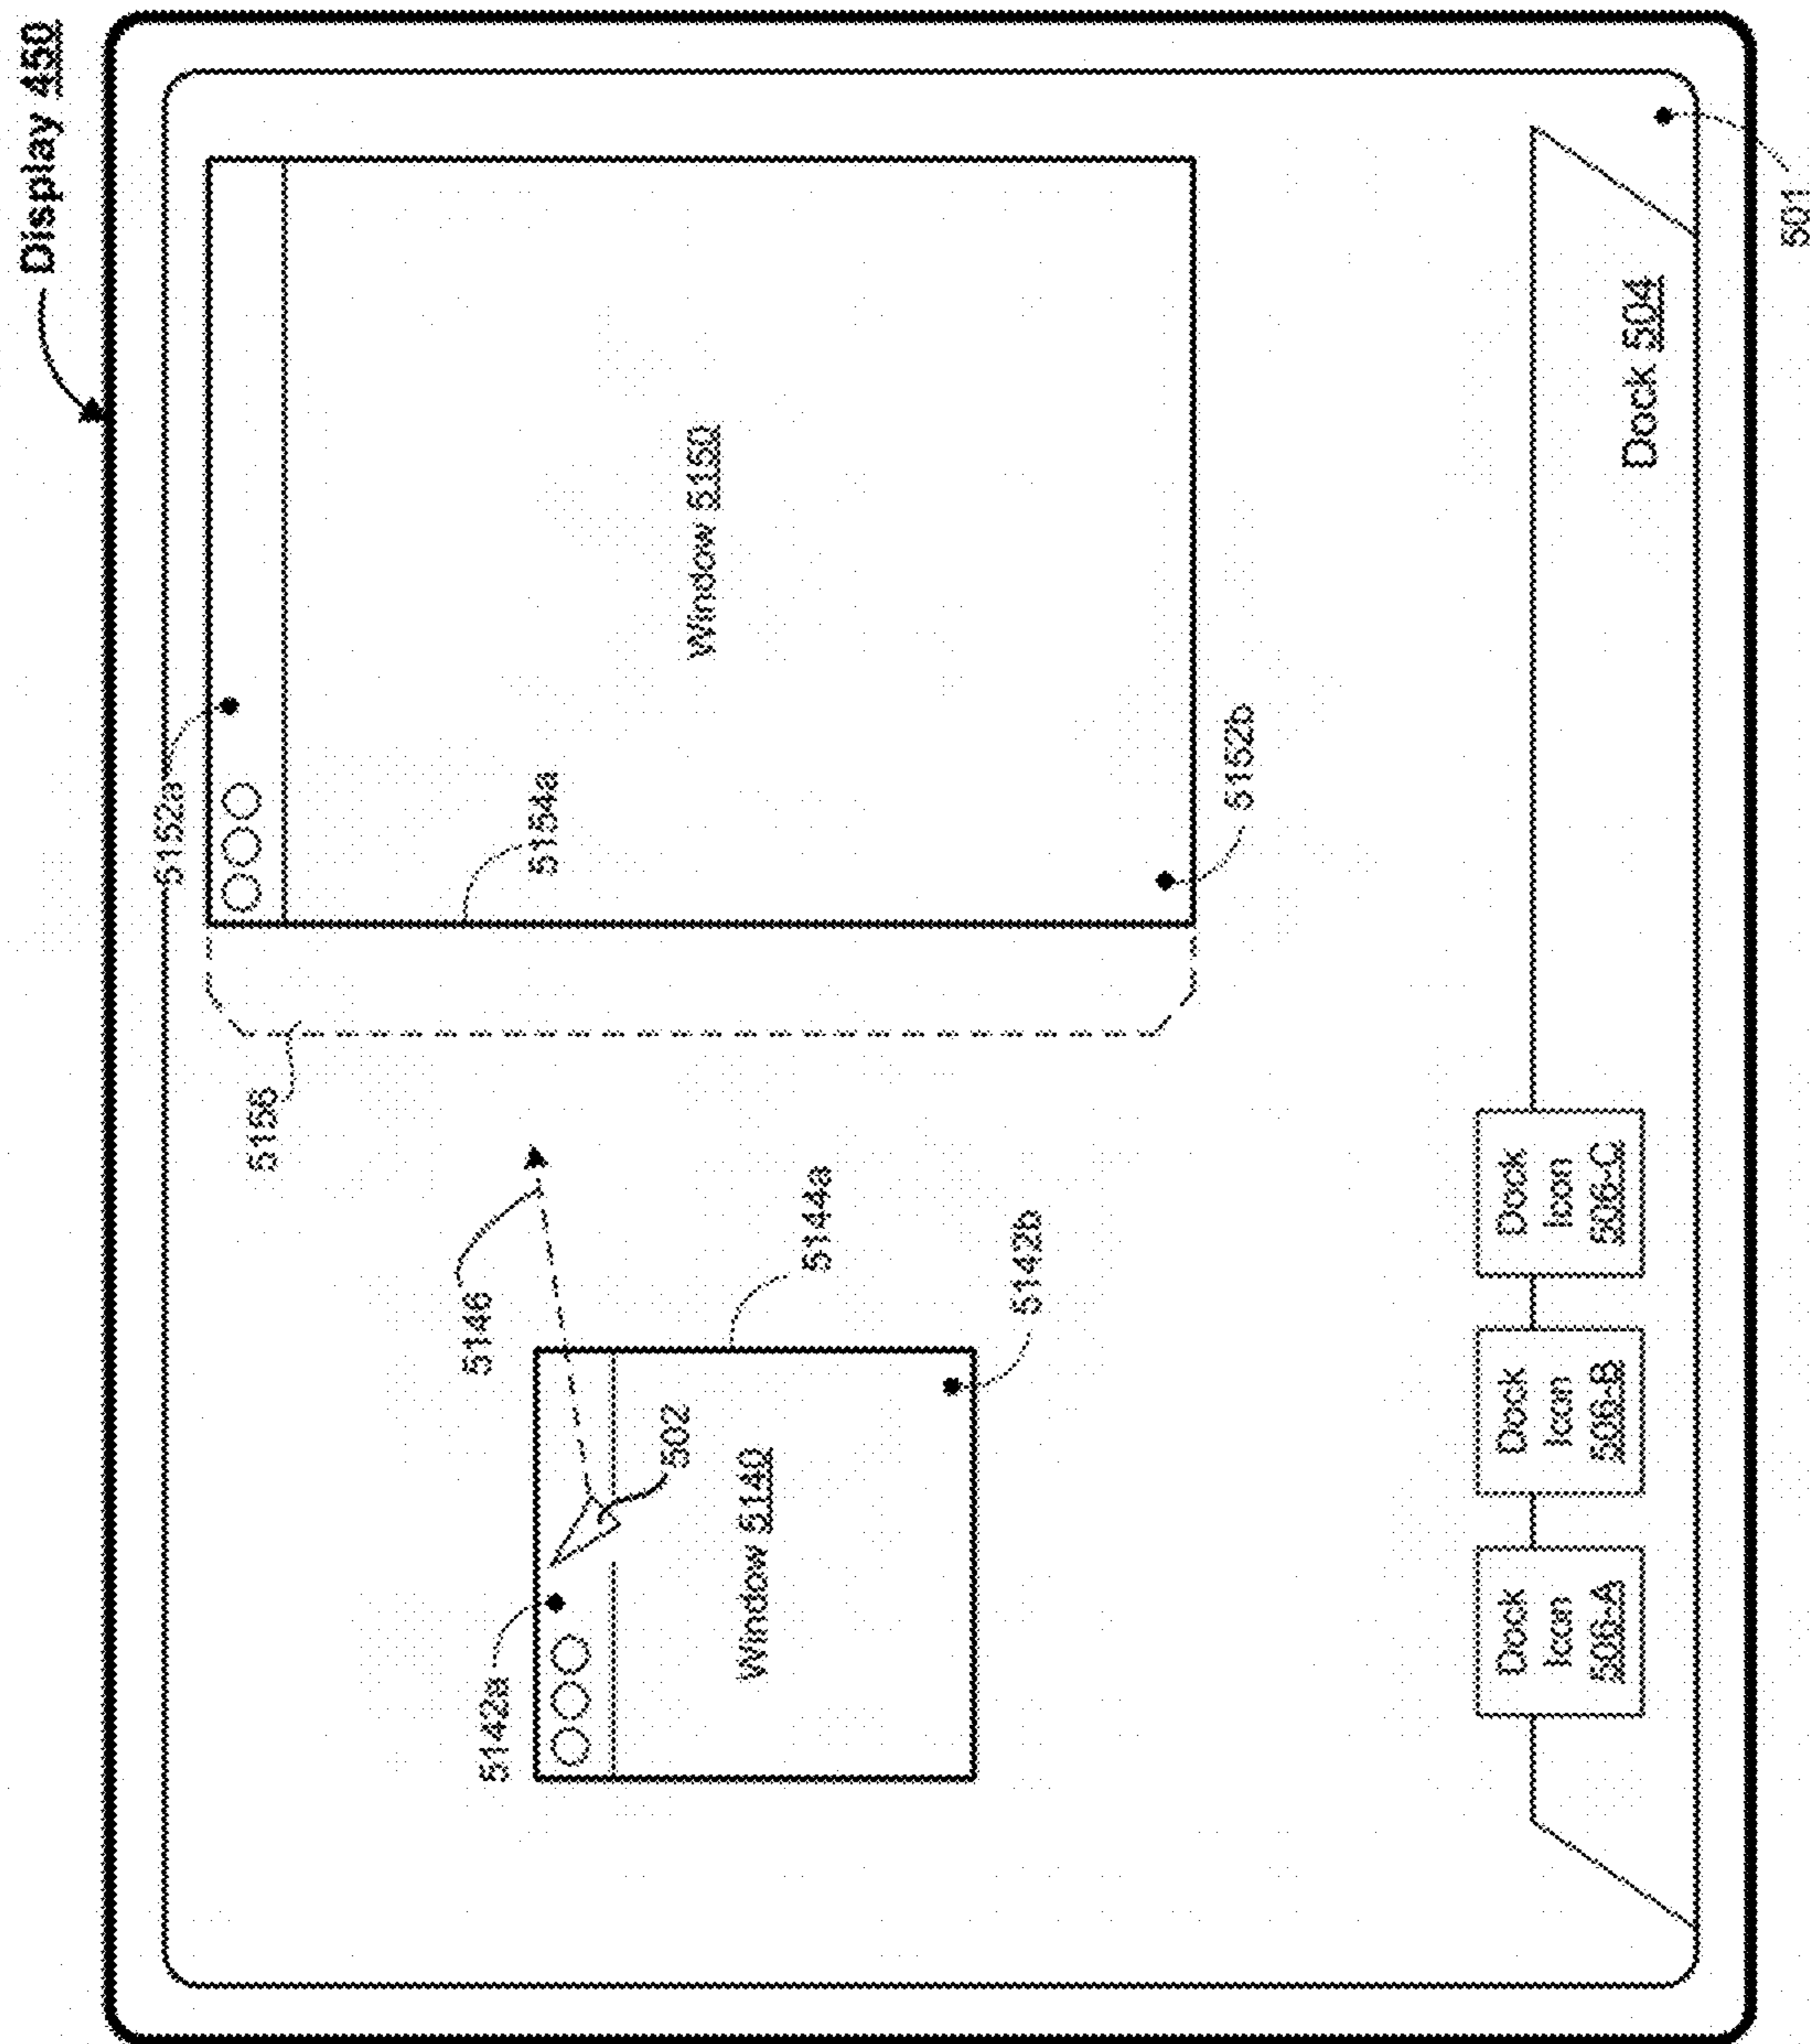 Display 450
5152a
5156
5146
5142a
5154a
502
Window 5150
Window 5140
5144a
5142b
5152b
Dock
Icon
506-A
Dock
Icon
506-B
Dock
Icon
506-C
Dock 504
501